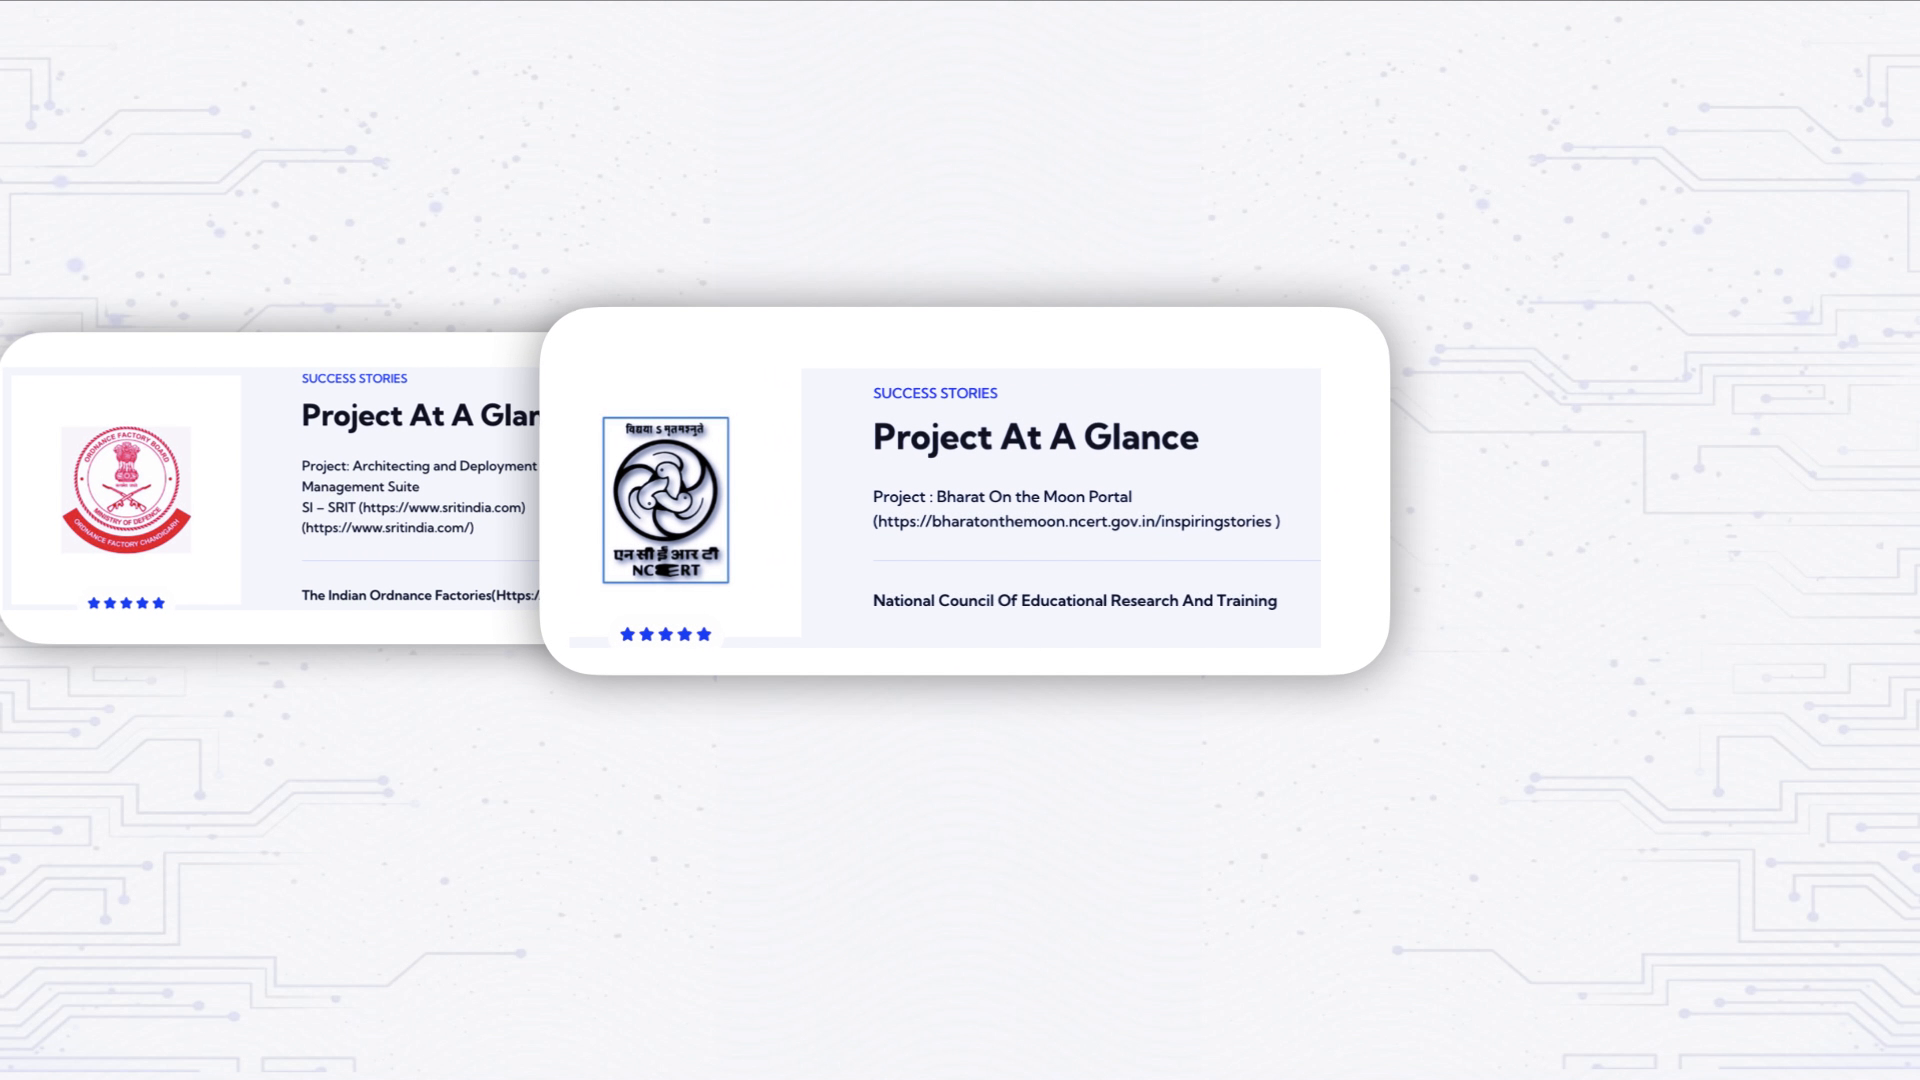 ORDNANCE FACTORY BOARD
MINISTRY OF DEFENCE
ORDNANCE FACTORY CHANDIGARH
SUCCESS STORIES
Project At A Glan
Project: Architecting and Deployment
Management Suite
SI – SRIT (https://www.sritindia.com)
(https://www.sritindia.com/)
The Indian Ordnance Factories(Https:/
विद्यया ऽ मृतमश्नुते
एन सी ई आर टी
NCERT
SUCCESS STORIES
Project At A Glance
Project : Bharat On the Moon Portal
(https://bharatonthemoon.ncert.gov.in/inspiringstories )
National Council Of Educational Research And Training